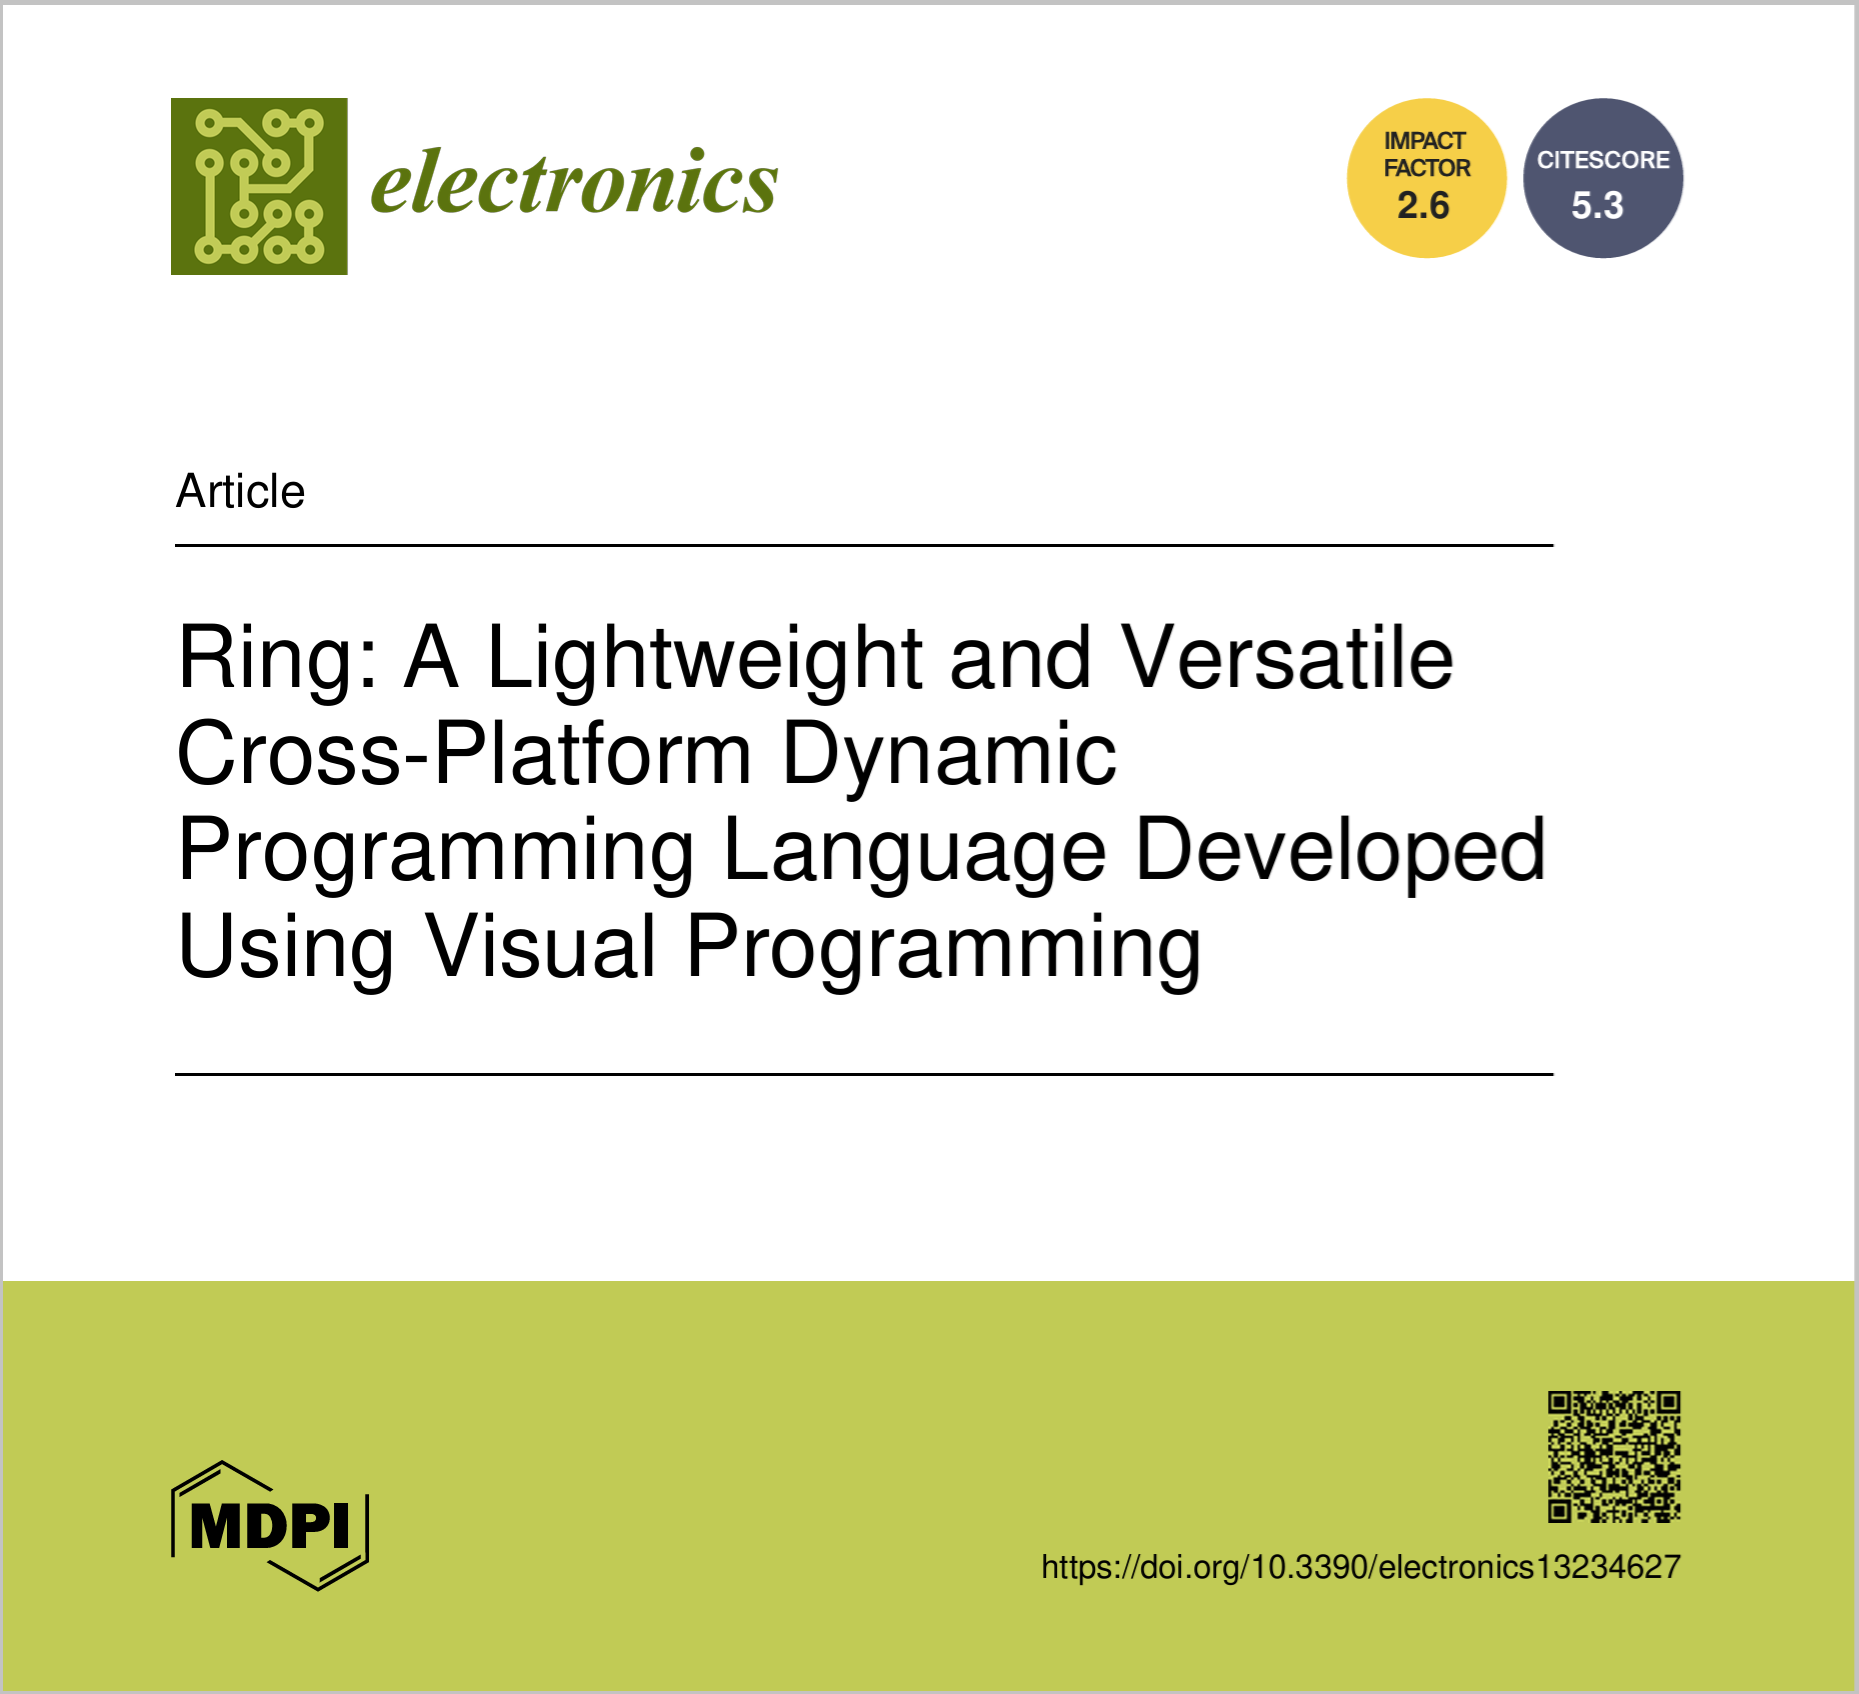 electronics
IMPACT
FACTOR
2.6
CITESCORE
5.3
Article
Ring: A Lightweight and Versatile
Cross-Platform Dynamic
Programming Language Developed
Using Visual Programming
MDPI
https://doi.org/10.3390/electronics13234627